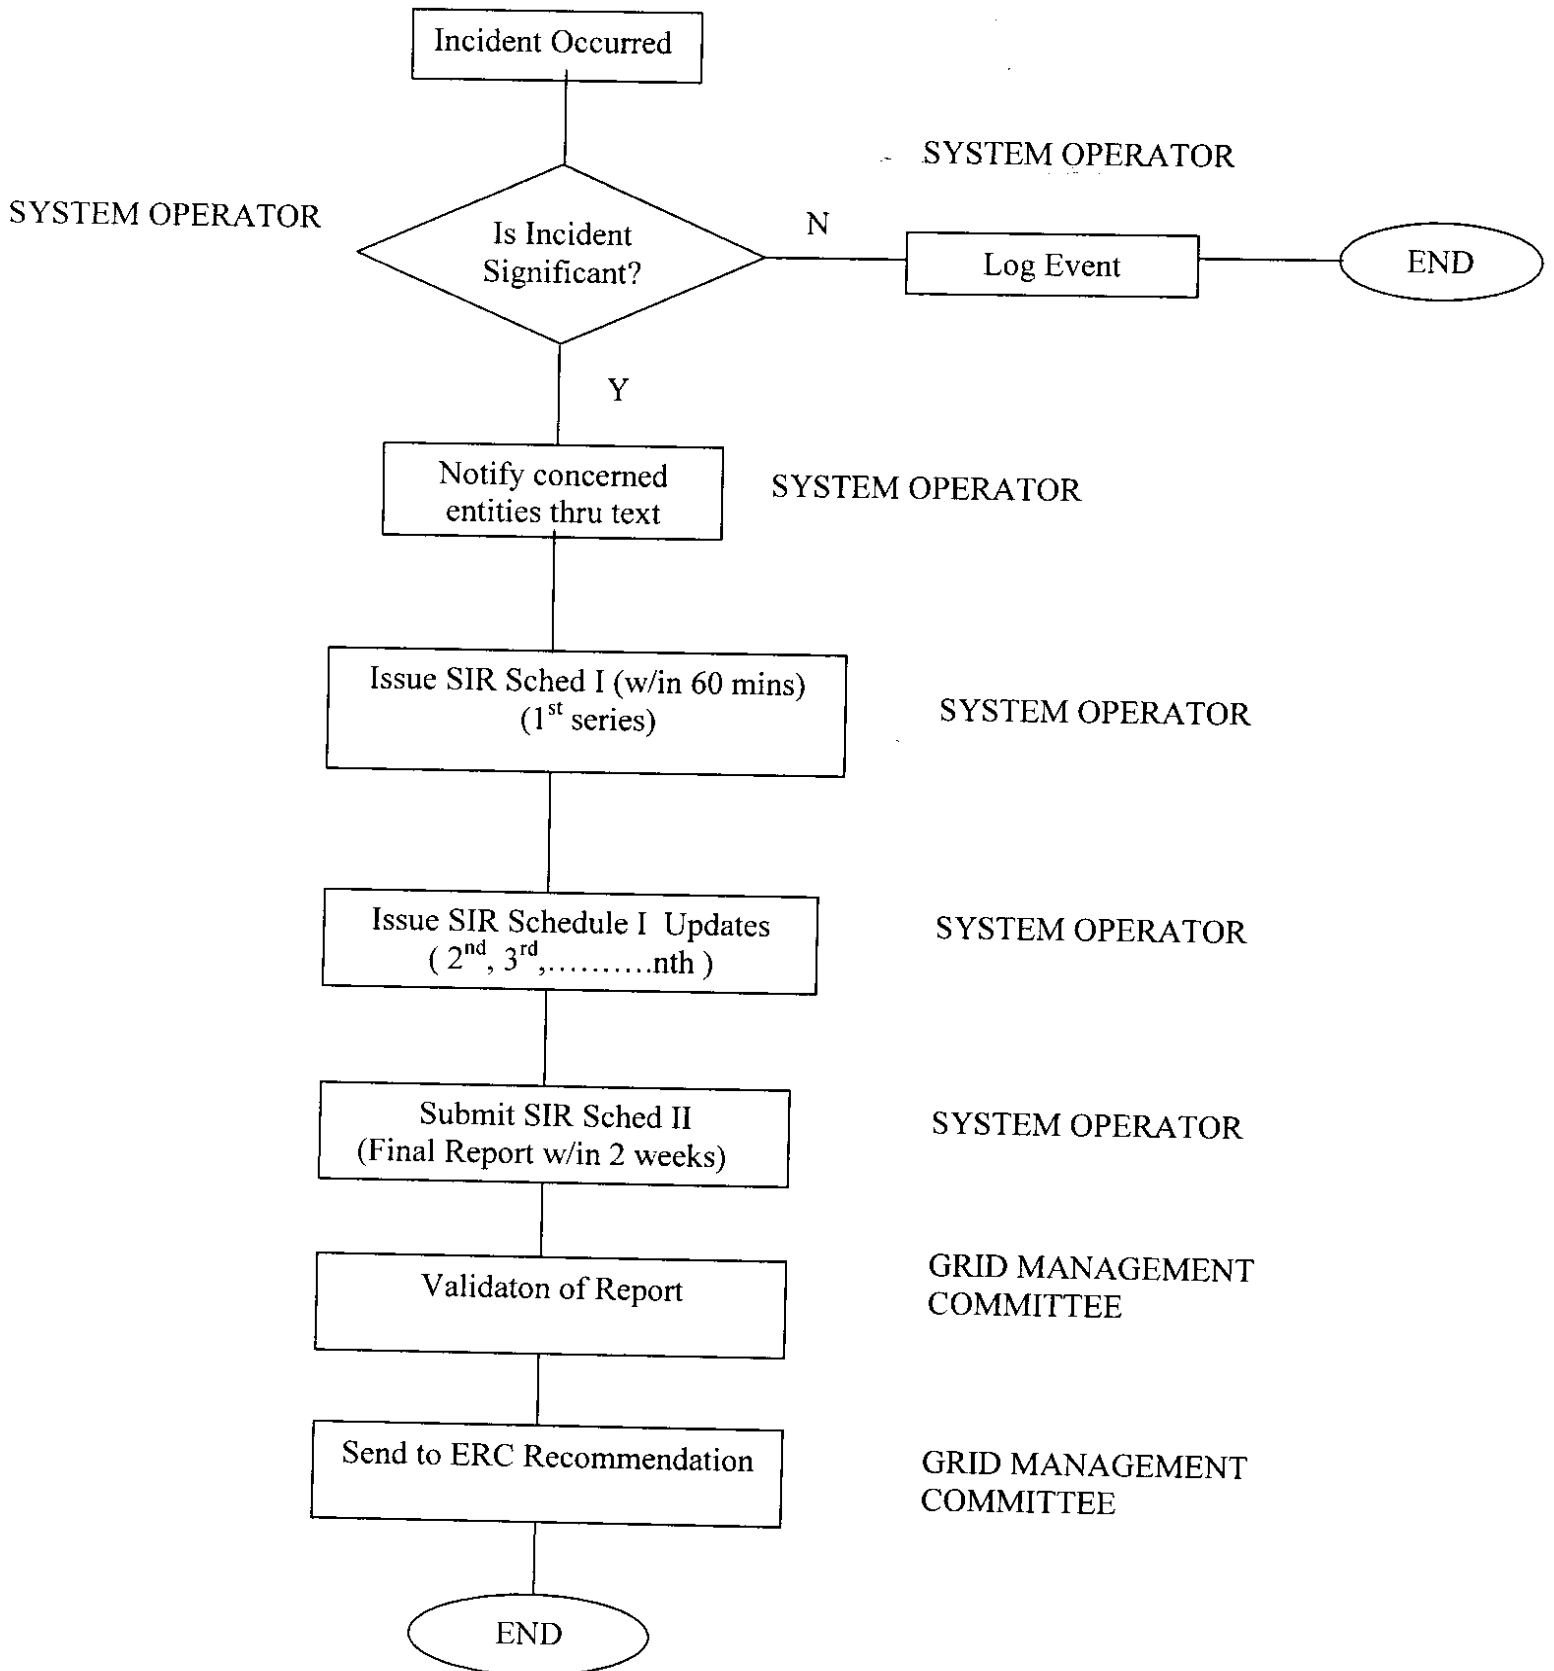 Incident Occurred
SYSTEM OPERATOR
SYSTEM OPERATOR
Is Incident
Significant?
N
Log Event
END
Y
Notify concerned
entities thru text
SYSTEM OPERATOR
Issue SIR Sched I (w/in 60 mins)
(1st series)
SYSTEM OPERATOR
Issue SIR Schedule I Updates
( 2nd, 3rd,..........nth )
SYSTEM OPERATOR
Submit SIR Sched II
(Final Report w/in 2 weeks)
SYSTEM OPERATOR
Validaton of Report
GRID MANAGEMENT
COMMITTEE
Send to ERC Recommendation
GRID MANAGEMENT
COMMITTEE
END